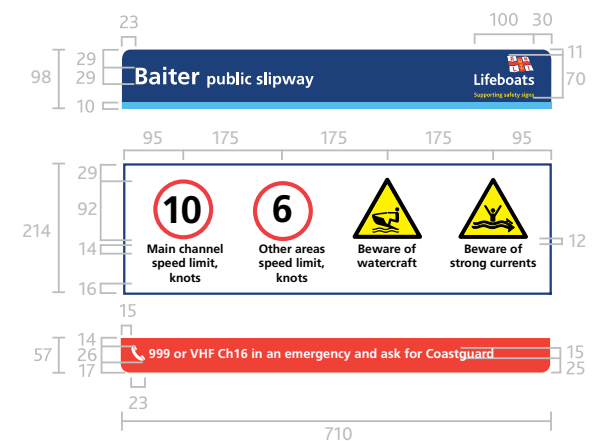 23
100 30
29
29
10
98
Baiter public slipway
RNLI
Lifeboats
Supporting safety signs
11
70
95 175 175 175 95
29
92
14
16
214
10
6
Main channel
speed limit,
knots
Other areas
speed limit,
knots
Beware of
watercraft
Beware of
strong currents
12
15
14
26
17
57
999 or VHF Ch16 in an emergency and ask for Coastguard
15
25
23
710